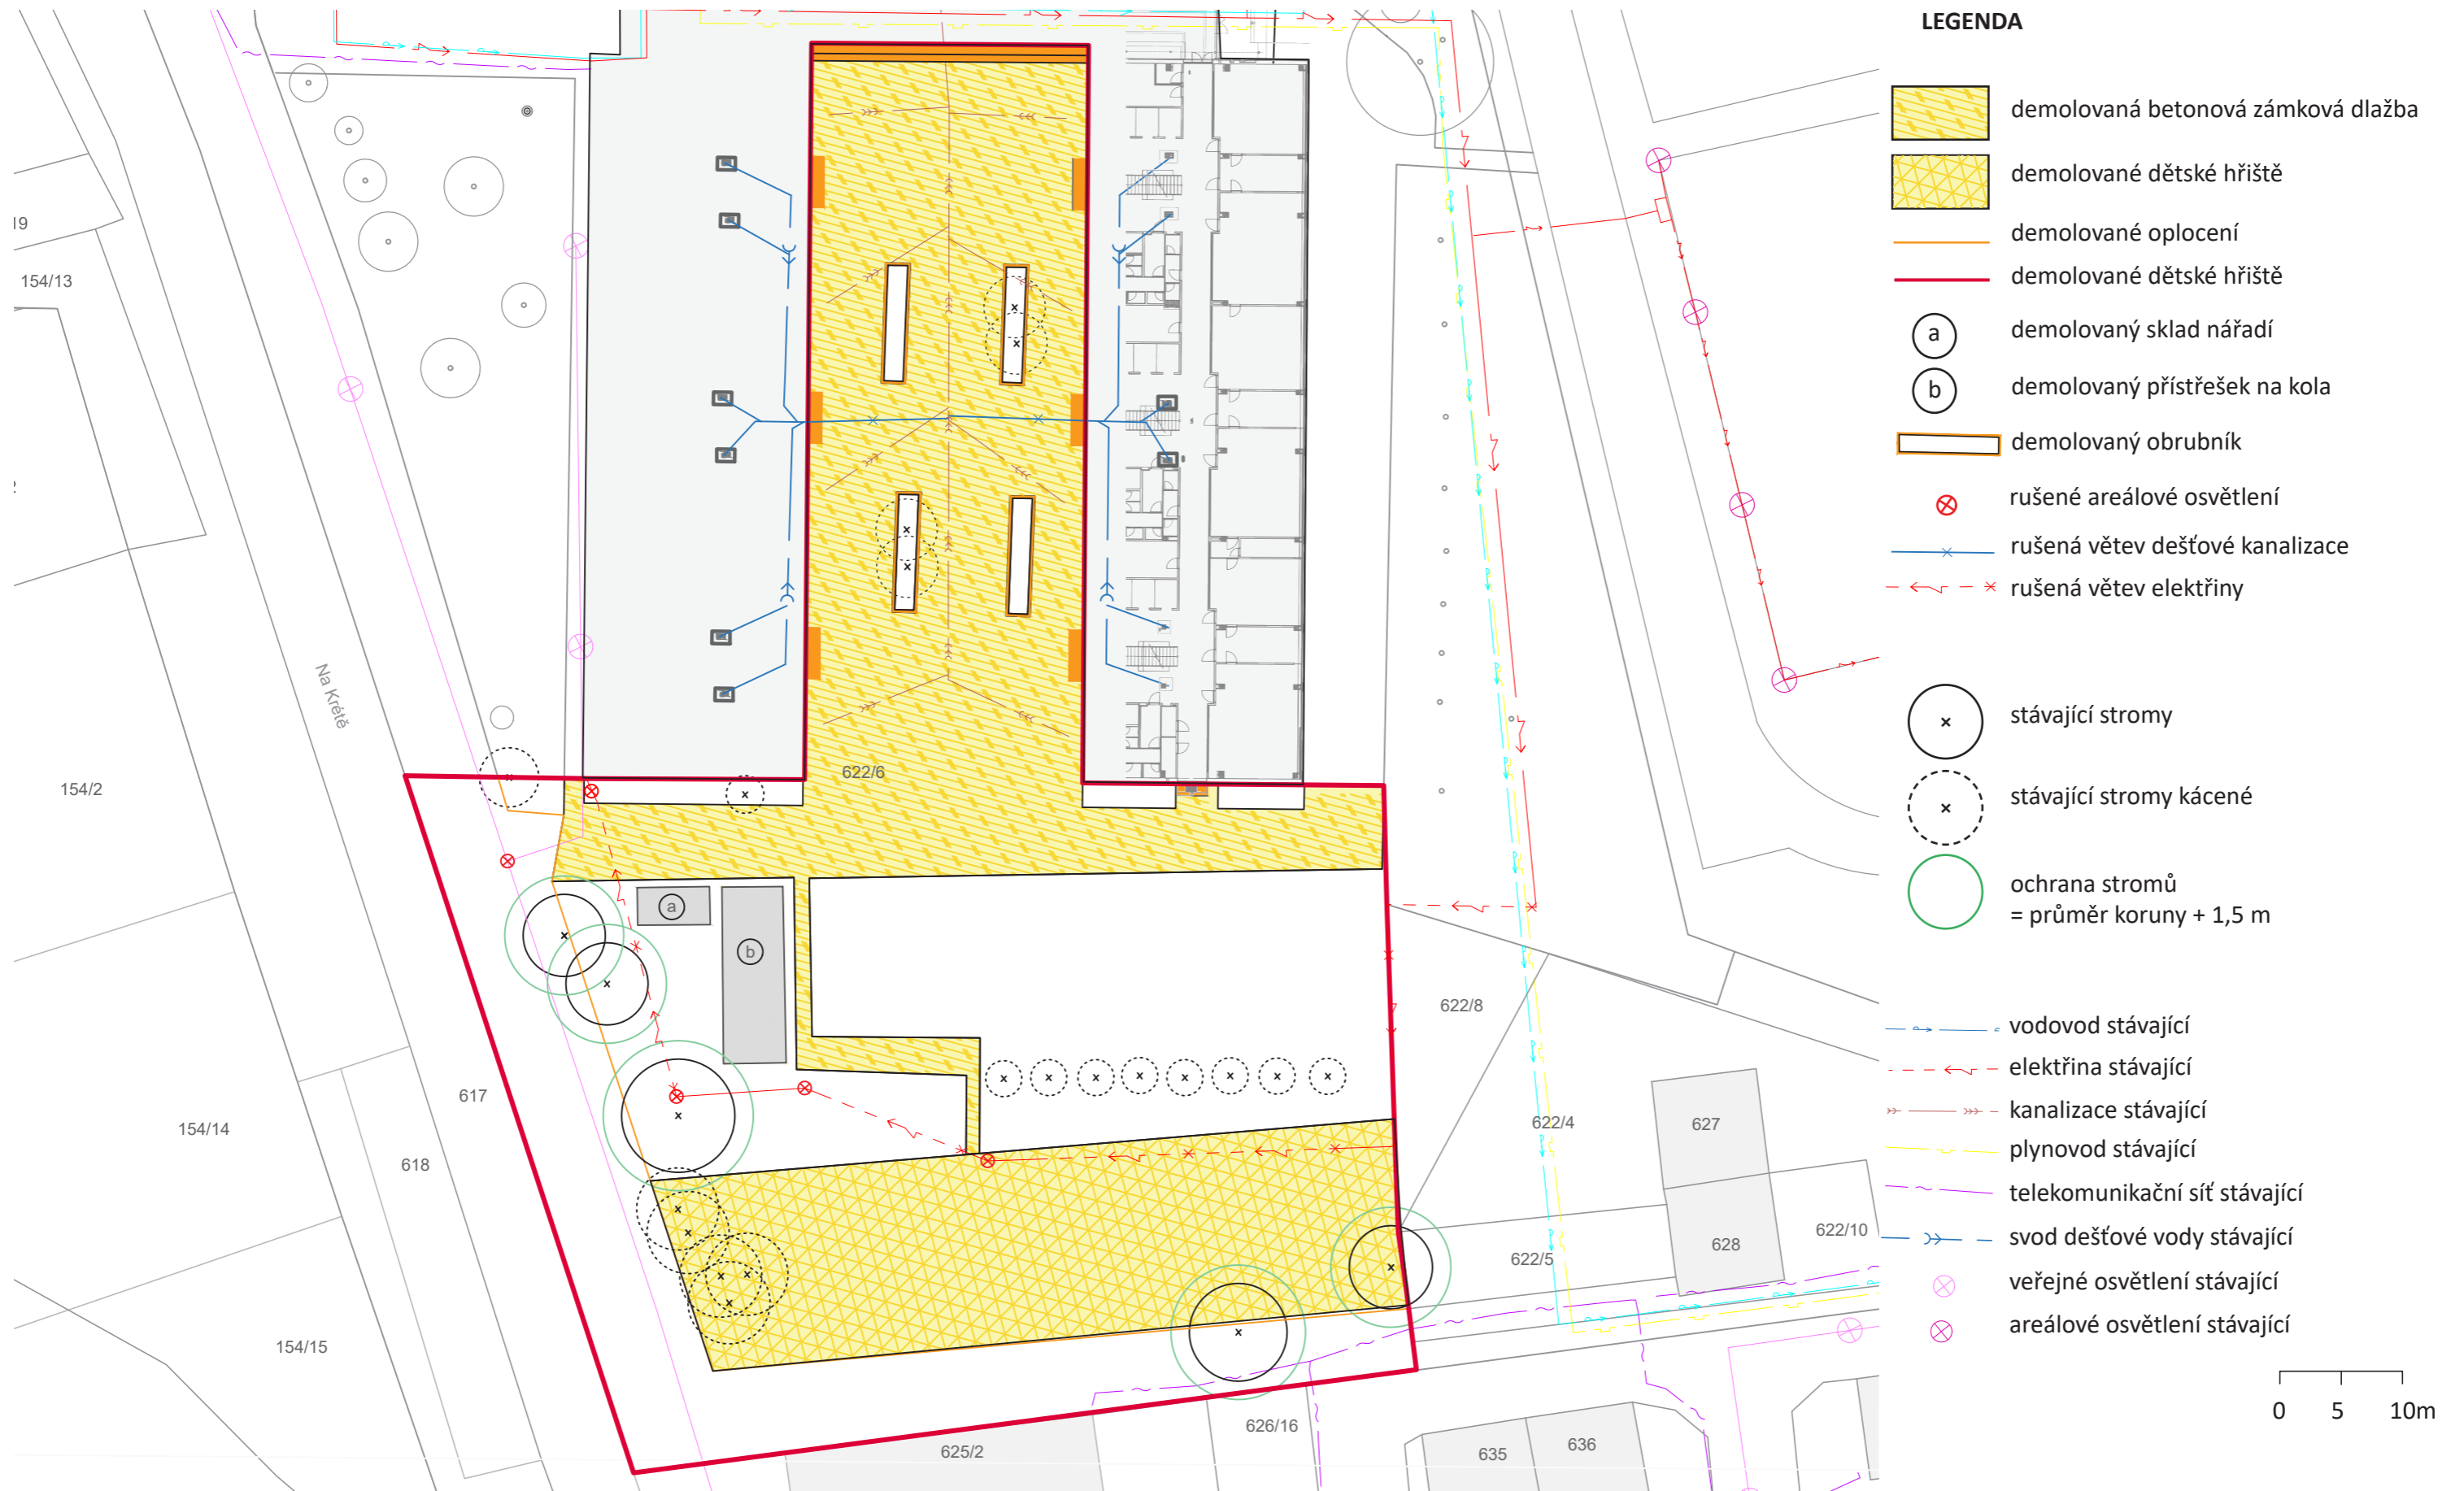 LEGENDA
demolovaná betonová zámková dlažba
demolované dětské hřiště
demolované oplocení
demolované dětské hřiště
a demolovaný sklad nářadí
b demolovaný přístřešek na kola
demolovaný obrubník
rušené areálové osvětlení
rušená větev dešťové kanalizace
rušená větev elektřiny
stávající stromy
stávající stromy kácené
ochrana stromů
= průměr koruny + 1,5 m
vodovod stávající
elektřina stávající
kanalizace stávající
plynovod stávající
telekomunikační síť stávající
svod dešťové vody stávající
veřejné osvětlení stávající
areálové osvětlení stávající
0 5 10m
19
154/13
Na Krétě
154/2
622/6
a
b
622/8
617
154/14
618
622/4
627
628
622/10
622/5
154/15
626/16
625/2
635
636